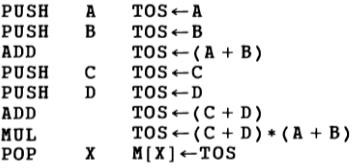 PUSH A TOS←A
PUSH B TOS←B
ADD TOS←(A + B)
PUSH C TOS←C
PUSH D TOS←D
ADD TOS←(C + D)
MUL TOS←(C + D)*(A + B)
POP X M[X]←TOS